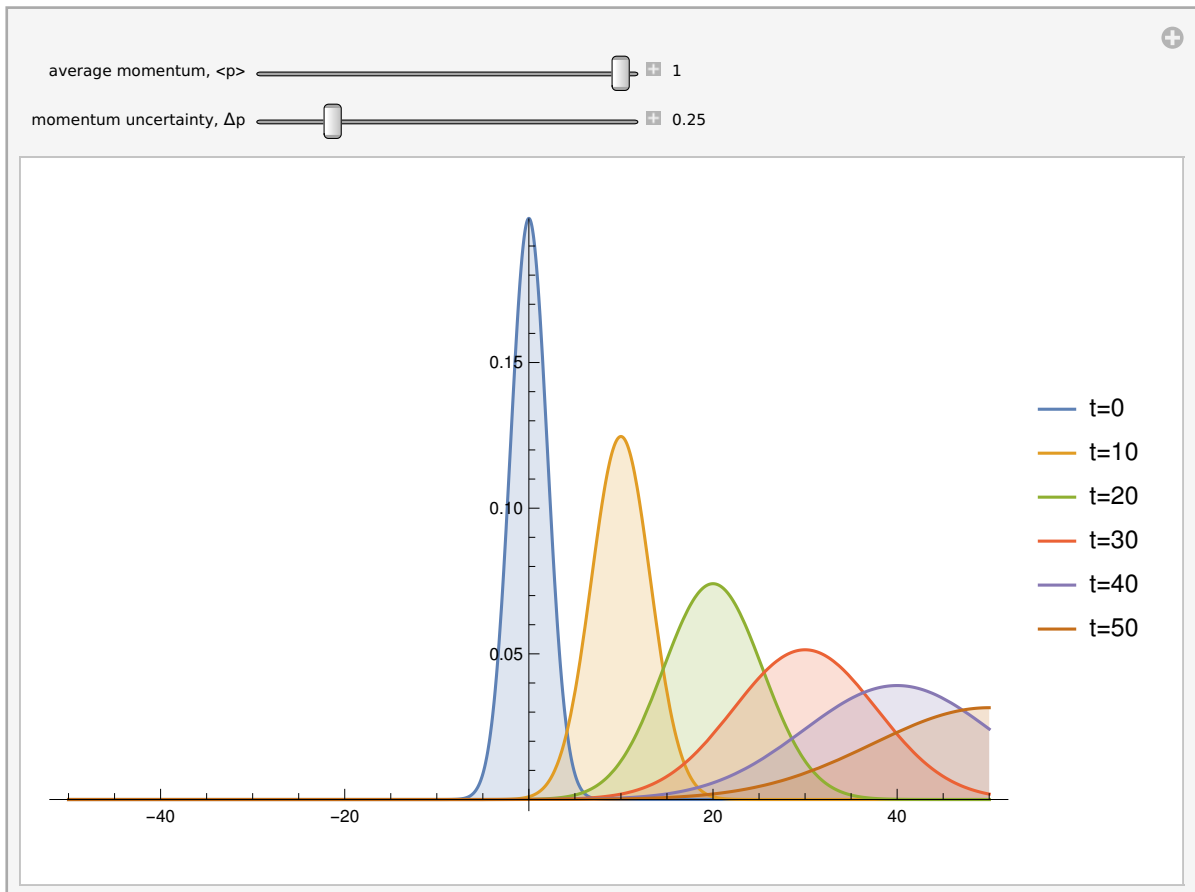 average momentum, <p> 1
momentum uncertainty, Δp 0.25
0.15
0.10
0.05
−40 −20 20 40
t=0
t=10
t=20
t=30
t=40
t=50